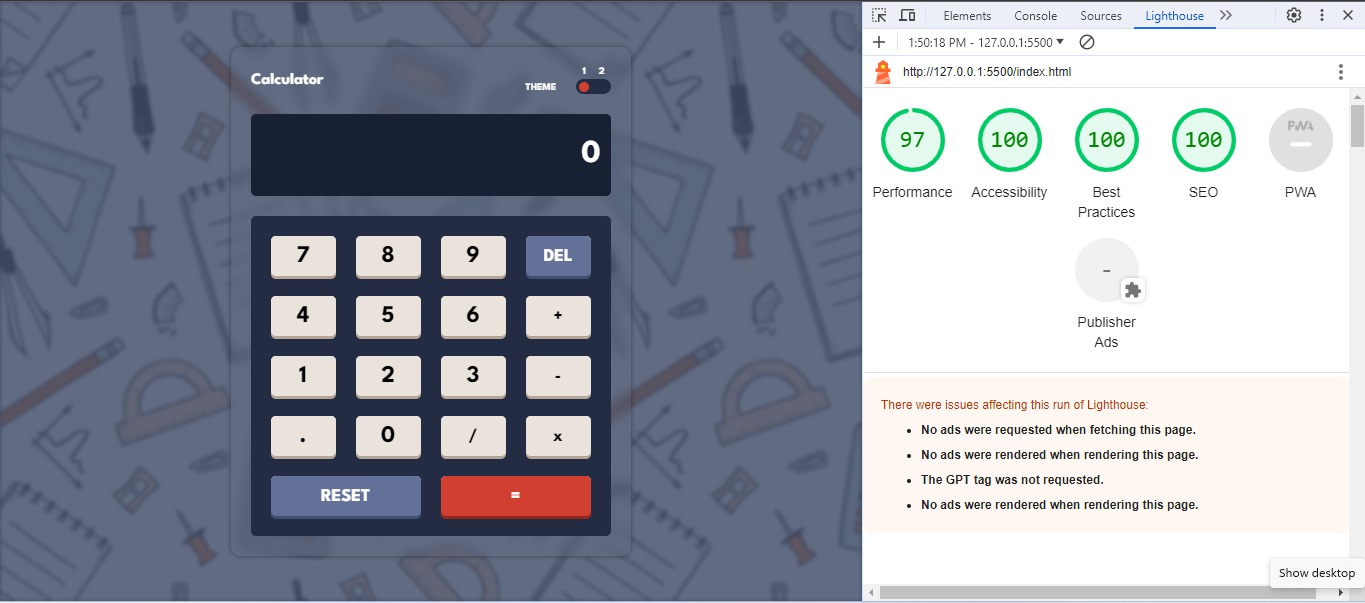 Calculator
1 2
THEME
0
7 8 9 DEL
4 5 6 +
1 2 3 -
. 0 / x
RESET =
Elements Console Sources Lighthouse
1:50:18 PM - 127.0.0.1:5500
http://127.0.0.1:5500/index.html
97 100 100 100 PWA
Performance Accessibility Best Practices SEO PWA
-
Publisher
Ads
There were issues affecting this run of Lighthouse:
• No ads were requested when fetching this page.
• No ads were rendered when rendering this page.
• The GPT tag was not requested.
• No ads were rendered when rendering this page.
Show desktop